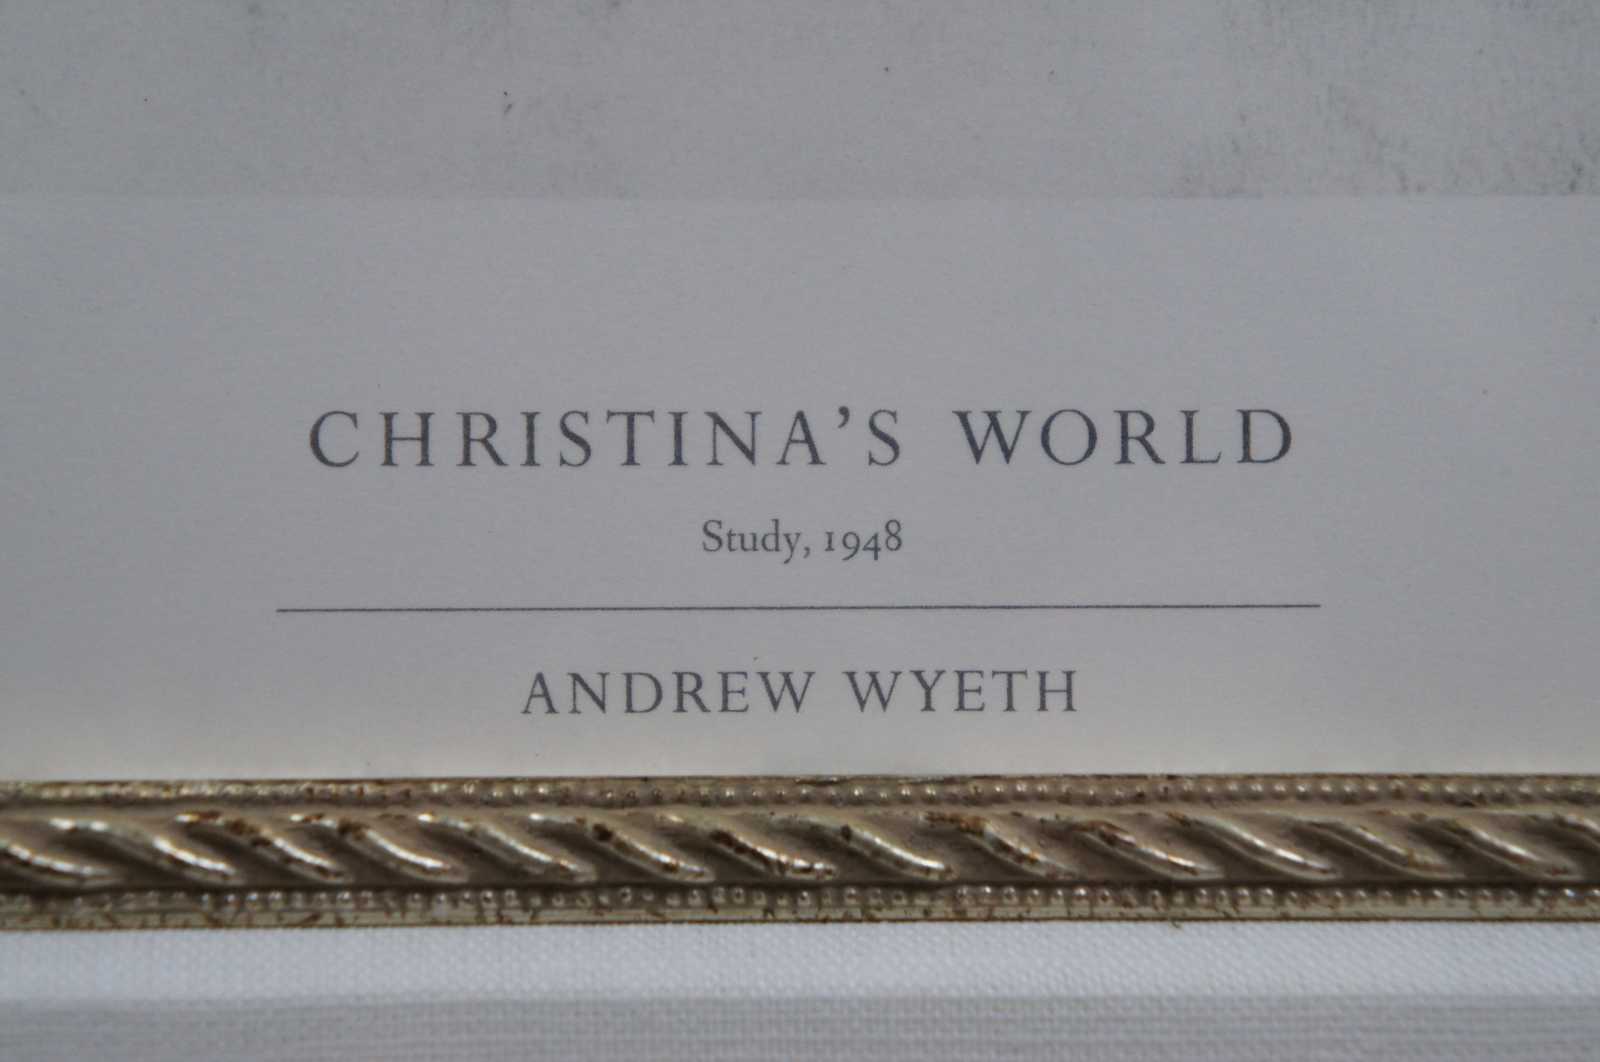 CHRISTINA'S WORLD
Study, 1948
ANDREW WYETH